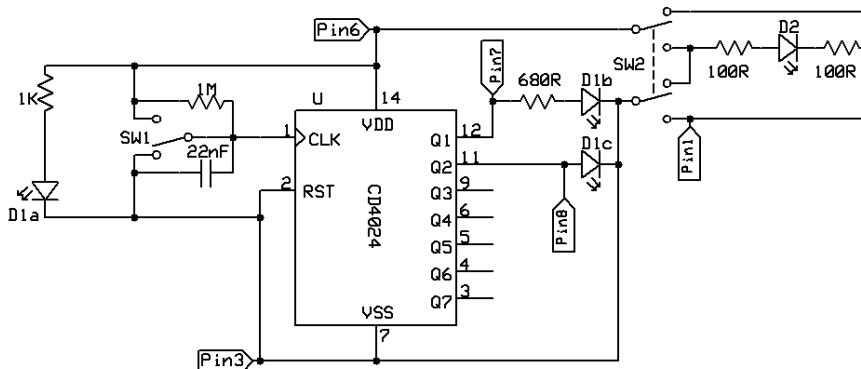 Pin6
Pin7
D2
SW2
100R
100R
1K
1M
U
14
680R
D1b
SW1
1
CLK
VDD
Q1
12
22nF
Q2
11
D1c
Pin1
2
RST
CD4024
Q3
9
D1a
Q4
6
Pin8
Q5
5
Q6
4
Q7
3
VSS
7
Pin3